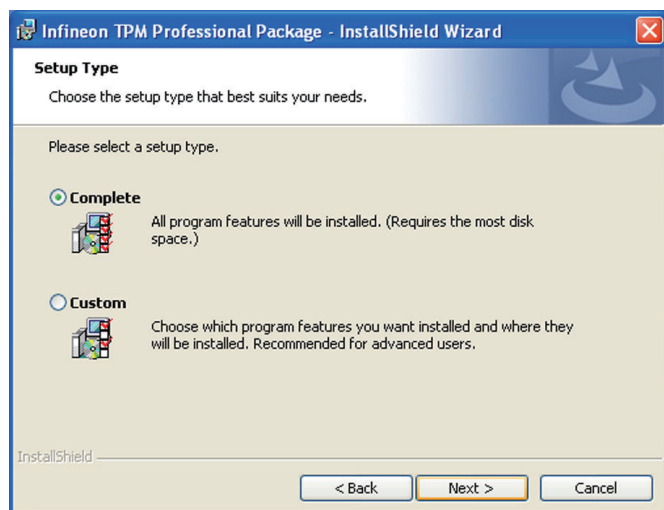 Infineon TPM Professional Package - InstallShield Wizard
Setup Type
Choose the setup type that best suits your needs.
Please select a setup type.
Complete
All program features will be installed. (Requires the most disk
space.)
Custom
Choose which program features you want installed and where they
will be installed. Recommended for advanced users.
InstallShield
< Back Next > Cancel